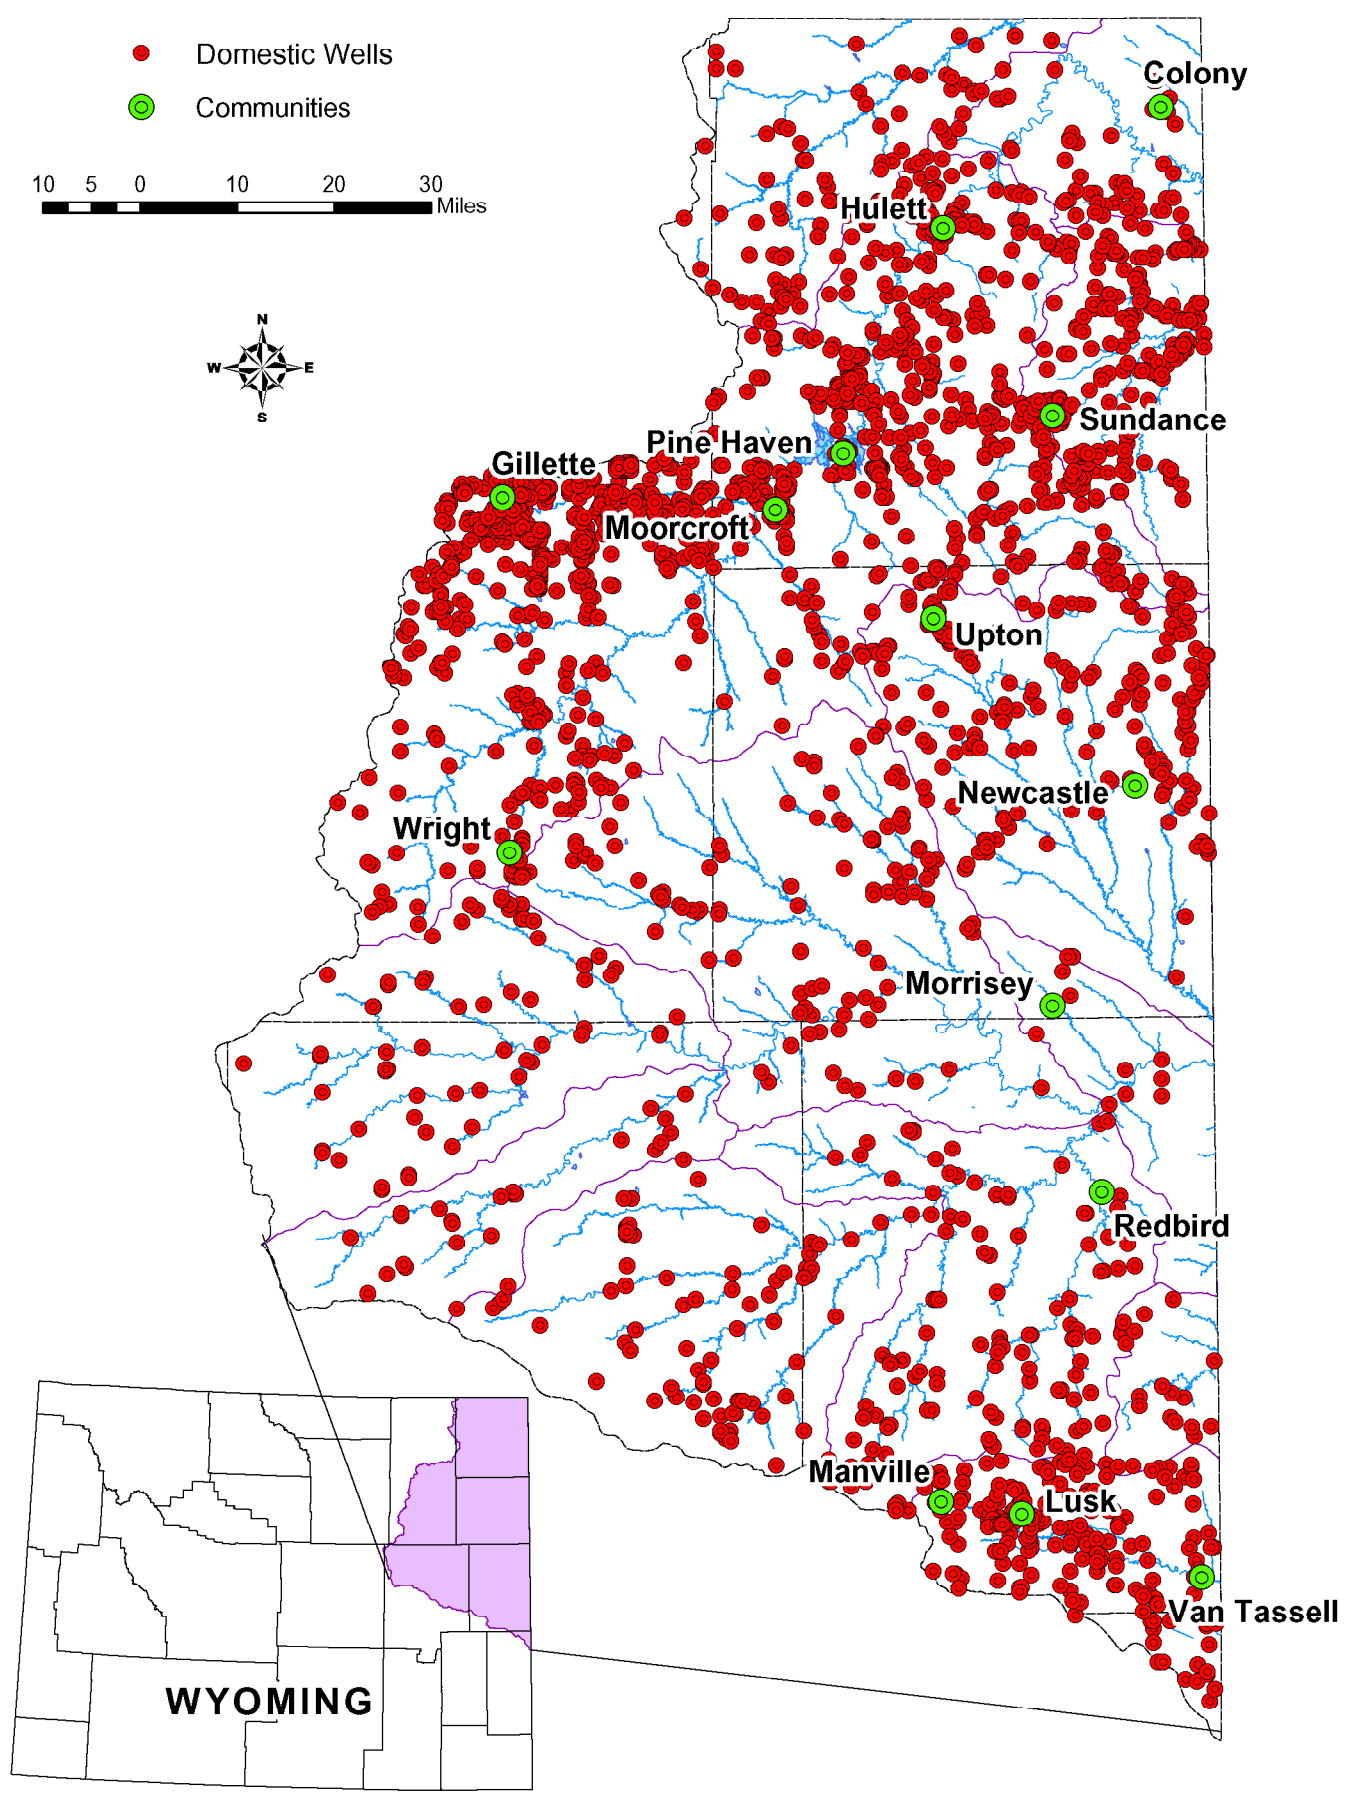 Domestic Wells
Communities
10 5 0 10 20 30
Miles
N
W E
S
Colony
Hulett
Sundance
Pine Haven
Gillette
Moorcroft
Upton
Newcastle
Wright
Morrisey
Redbird
Manville
Lusk
Van Tassell
WYOMING